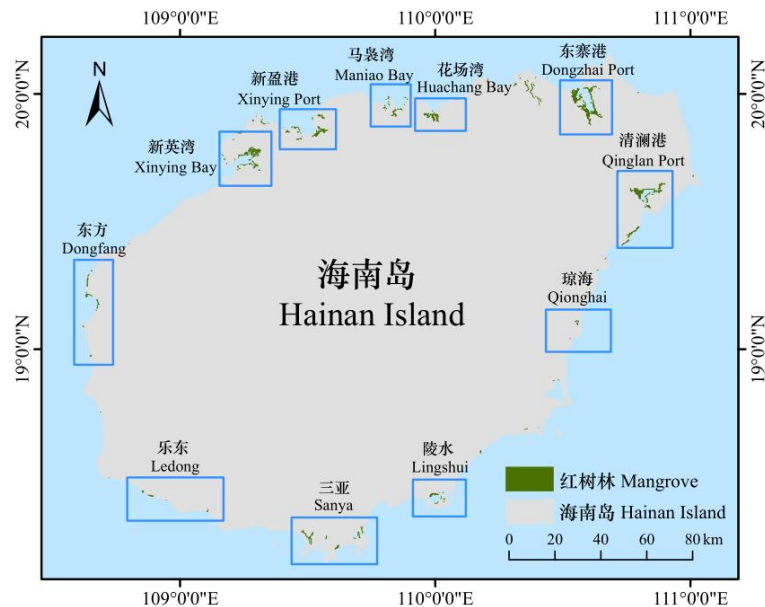 109°0'0"E
110°0'0"E
111°0'0"E
20°0'0"N
20°0'0"N
N
马袅湾
Maniao Bay
花场湾
Huachang Bay
东寨港
Dongzhai Port
新盈港
Xinying Port
新英湾
Xinying Bay
清澜港
Qinglan Port
东方
Dongfang
海南岛
Hainan Island
琼海
Qionghai
19°0'0"N
19°0'0"N
乐东
Ledong
三亚
Sanya
陵水
Lingshui
红树林 Mangrove
海南岛 Hainan Island
0 20 40 60 80 km
109°0'0"E
110°0'0"E
111°0'0"E